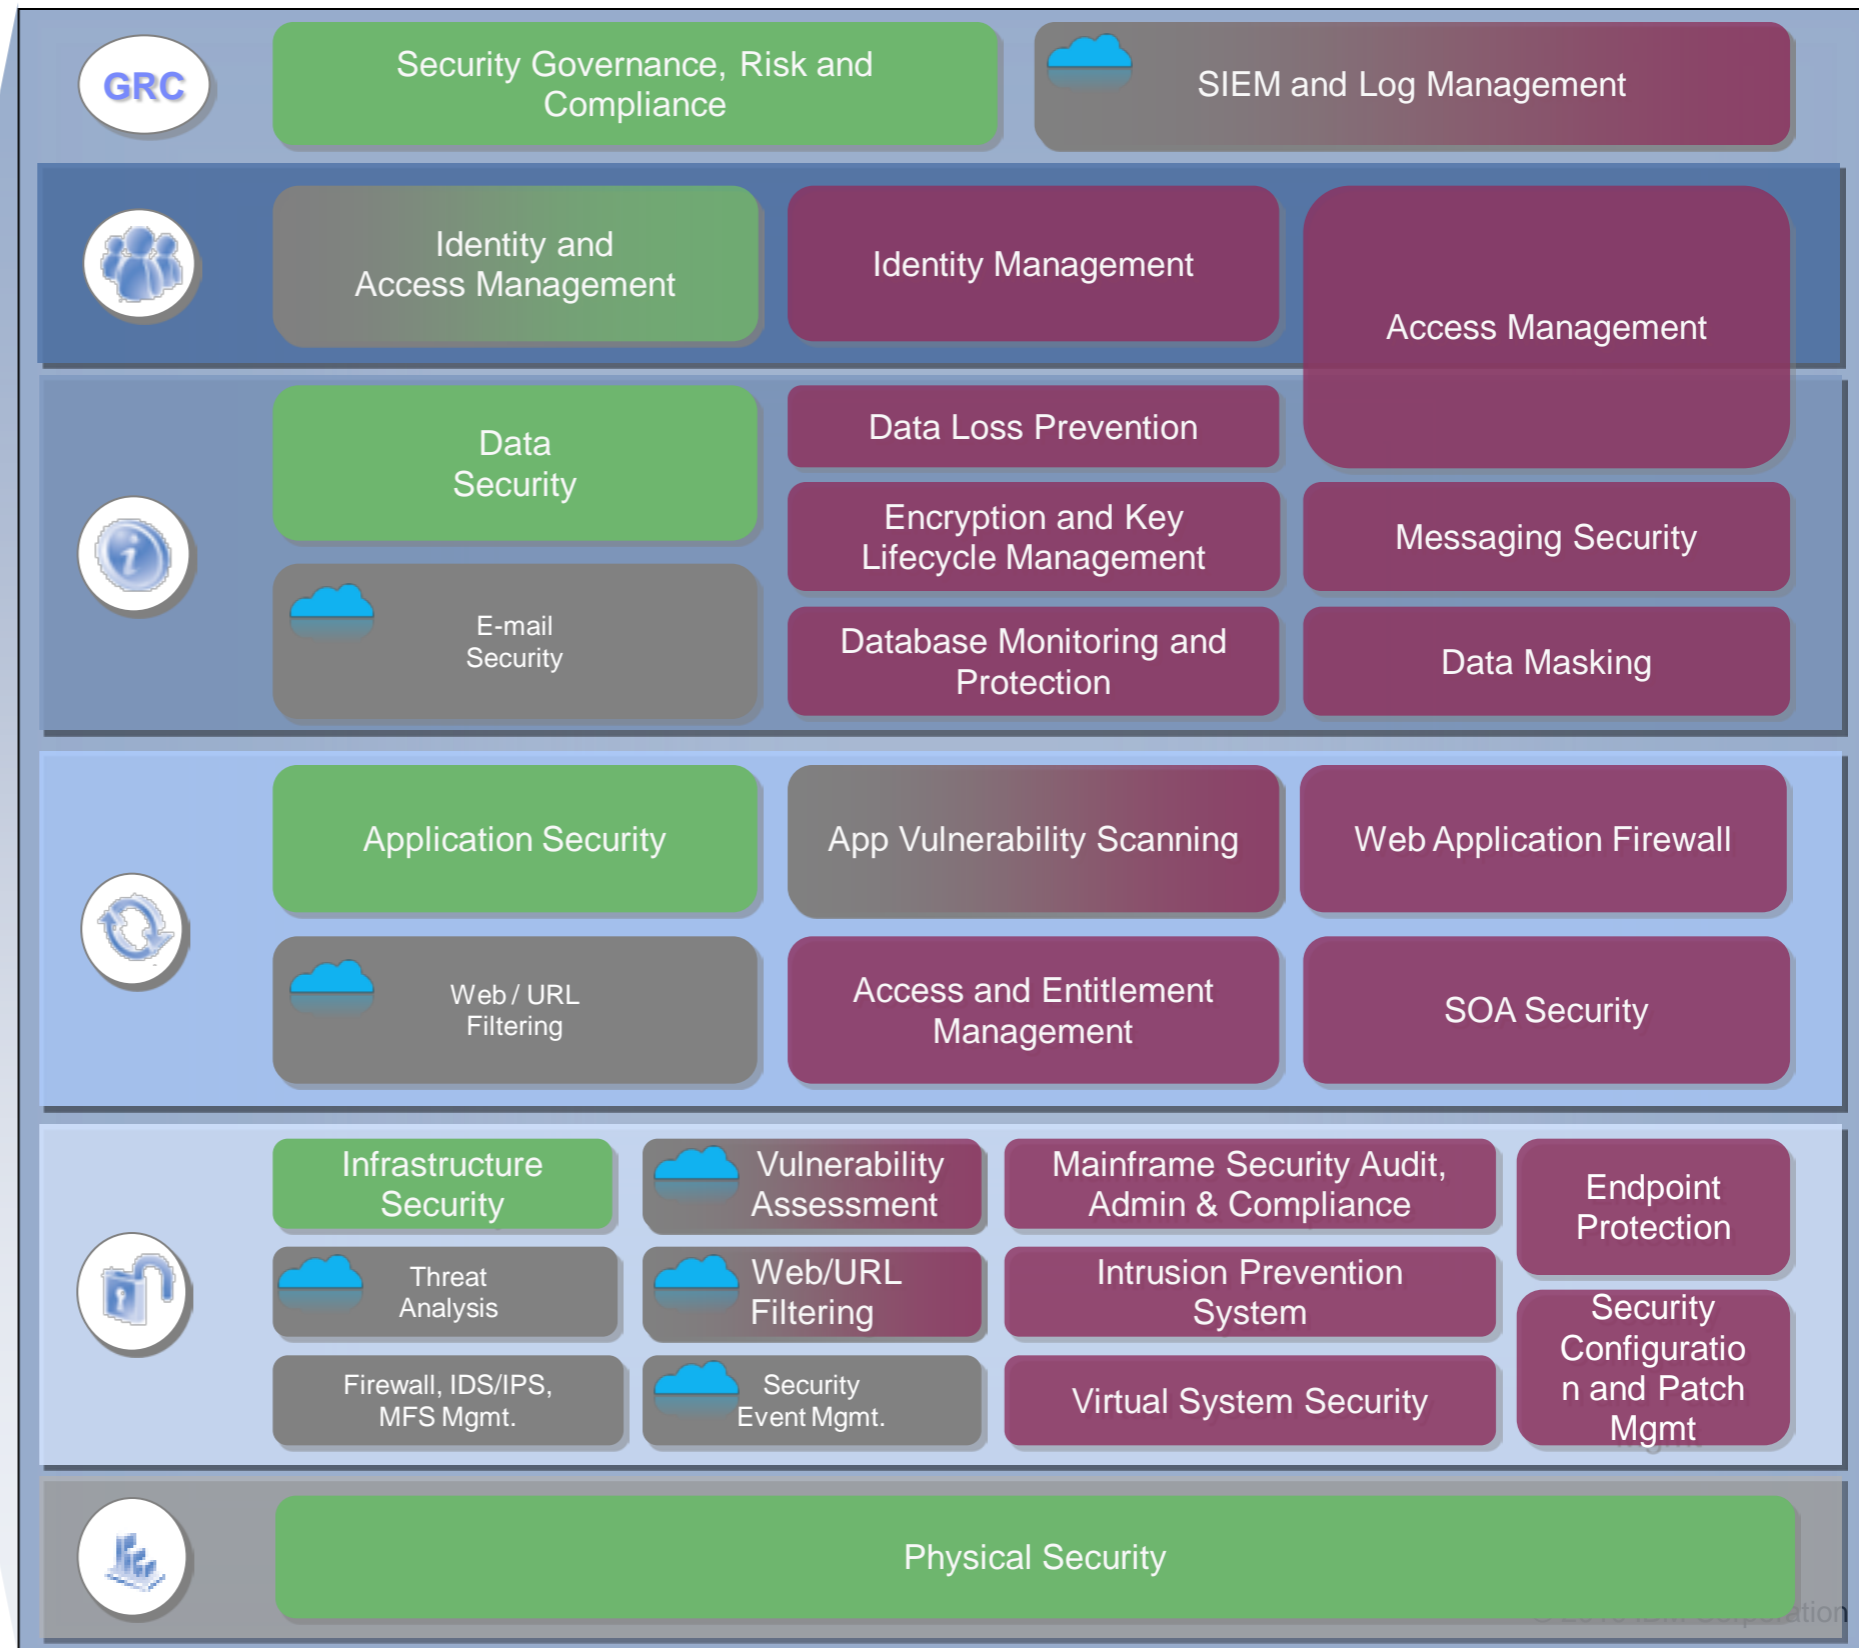 GRC
Security Governance, Risk and
Compliance
SIEM and Log Management
Identity and
Access Management
Identity Management
Access Management
Data
Security
Data Loss Prevention
Encryption and Key
Lifecycle Management
Messaging Security
E-mail
Security
Database Monitoring and
Protection
Data Masking
Application Security
App Vulnerability Scanning
Web Application Firewall
Web / URL
Filtering
Access and Entitlement
Management
SOA Security
Infrastructure
Security
Vulnerability
Assessment
Mainframe Security Audit,
Admin & Compliance
Endpoint
Protection
Threat
Analysis
Web/URL
Filtering
Intrusion Prevention
System
Security
Configuratio
n and Patch
Mgmt
Firewall, IDS/IPS,
MFS Mgmt.
Security
Event Mgmt.
Virtual System Security
Physical Security